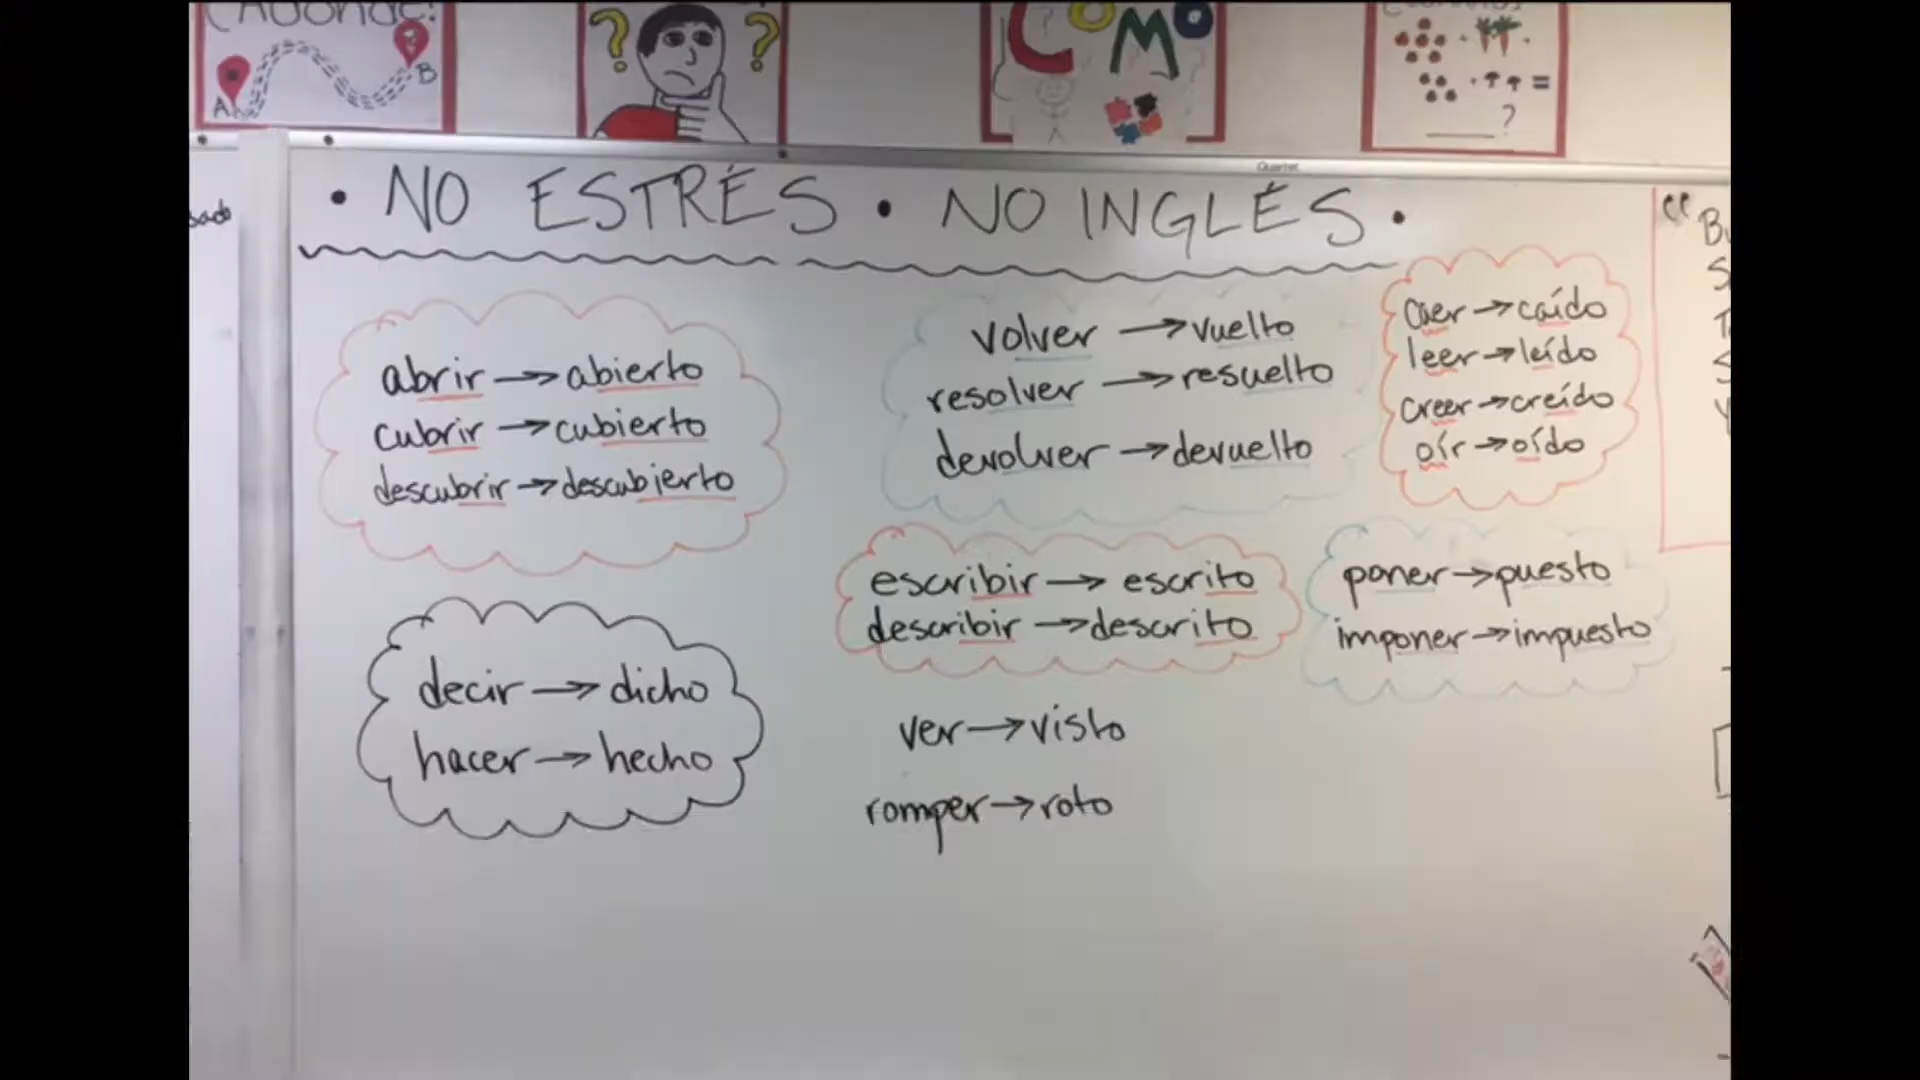 A
B
? ?
COMO
=
?
Quartet
• NO ESTRÉS • NO INGLÉS •
abrir → abierto
cubrir → cubierto
descubrir → descubierto
volver → vuelto
resolver → resuelto
devolver → devuelto
caer → caído
leer → leído
creer → creído
oír → oído
decir → dicho
hacer → hecho
escribir → escrito
describir → descrito
poner → puesto
imponer → impuesto
ver → visto
romper → roto